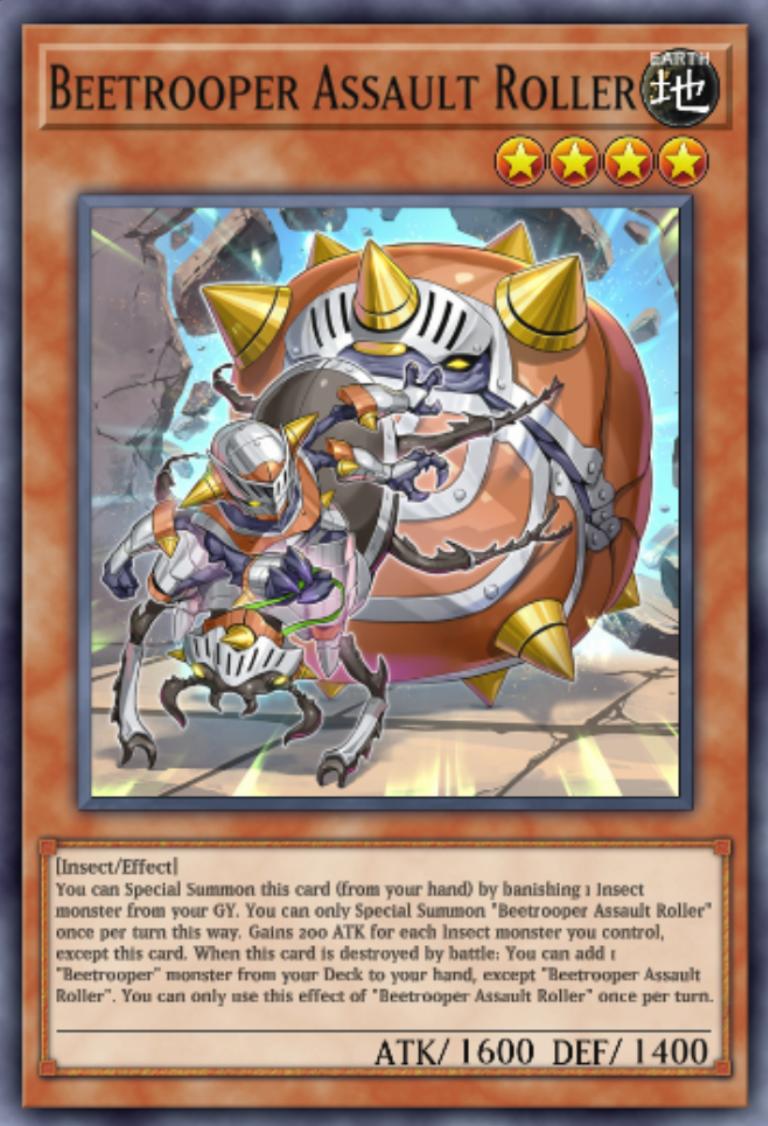 BEETROOPER ASSAULT ROLLER
EARTH
地
[Insect/Effect]
You can Special Summon this card (from your hand) by banishing 1 Insect
monster from your GY. You can only Special Summon "Beetrooper Assault Roller"
once per turn this way. Gains 200 ATK for each Insect monster you control,
except this card. When this card is destroyed by battle: You can add 1
"Beetrooper" monster from your Deck to your hand, except "Beetrooper Assault
Roller". You can only use this effect of "Beetrooper Assault Roller" once per turn.
ATK/ 1600 DEF/ 1400